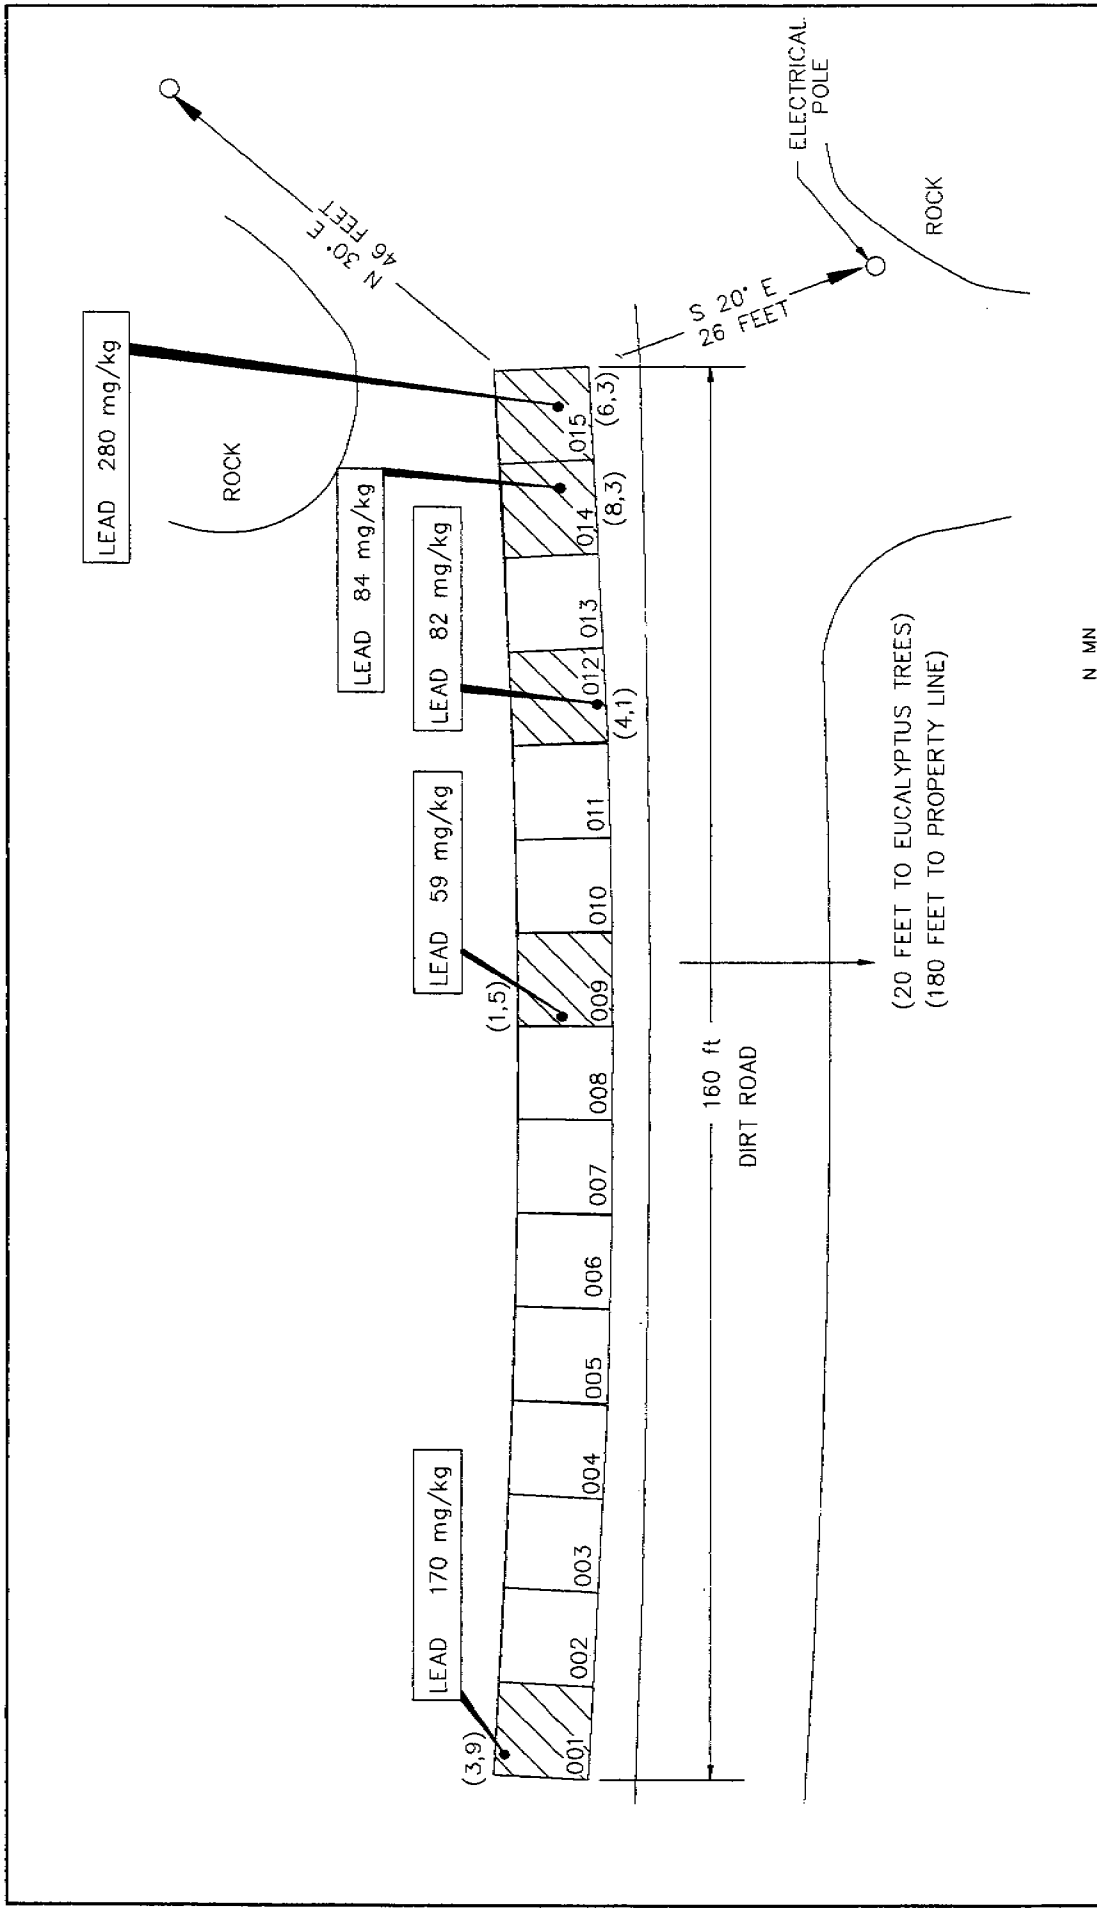 LEAD 280 mg/kg
ROCK
N 30° E
46 FEET
ELECTRICAL
POLE
ROCK
S 20° E
26 FEET
LEAD 84 mg/kg
LEAD 82 mg/kg
LEAD 59 mg/kg
LEAD 170 mg/kg
(3,9)
(1,5)
001
002
003
004
005
006
007
008
009
010
011
012
013
014
015
(4,1)
(8,3)
(6,3)
160 ft
DIRT ROAD
(20 FEET TO EUCALYPTUS TREES)
(180 FEET TO PROPERTY LINE)
N MN